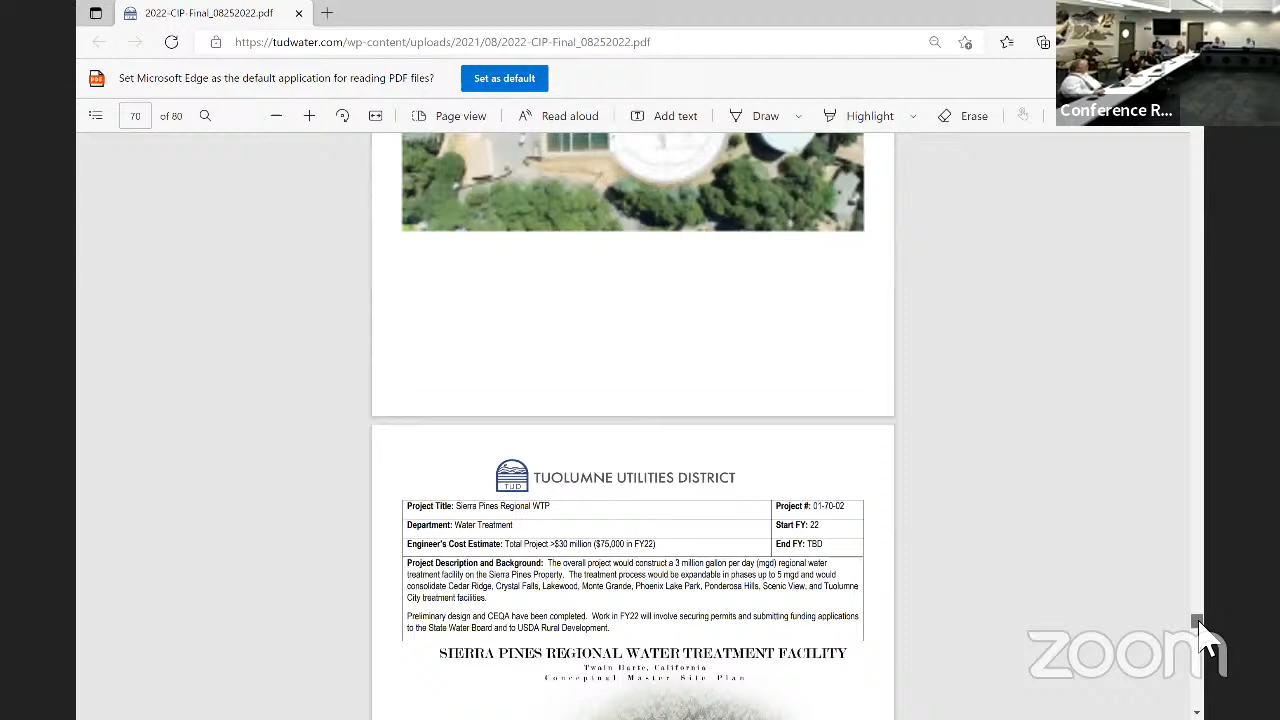 2022-CIP-Final_08252022.pdf
https://tudwater.com/wp-content/uploads/2021/08/2022-CIP-Final_08252022.pdf
Set Microsoft Edge as the default application for reading PDF files?
Set as default
Conference R...
70 of 80
Page view
Read aloud
Add text
Draw
Highlight
Erase
TUD
TUOLUMNE UTILITIES DISTRICT
Project Title: Sierra Pines Regional WTP
Project #: 01-70-02
Department: Water Treatment
Start FY: 22
Engineer's Cost Estimate: Total Project >$30 million ($75,000 in FY22)
End FY: TBD
Project Description and Background: The overall project would construct a 3 million gallon per day (mgd) regional water
treatment facility on the Sierra Pines Property. The treatment process would be expandable in phases up to 5 mgd and would
consolidate Cedar Ridge, Crystal Falls, Lakewood, Monte Grande, Phoenix Lake Park, Ponderosa Hills, Scenic View, and Tuolumne
City treatment facilities.
Preliminary design and CEQA have been completed. Work in FY22 will involve securing permits and submitting funding applications
to the State Water Board and to USDA Rural Development.
SIERRA PINES REGIONAL WATER TREATMENT FACILITY
Twain Harte, California
Conceptual Master Site Plan
zoom